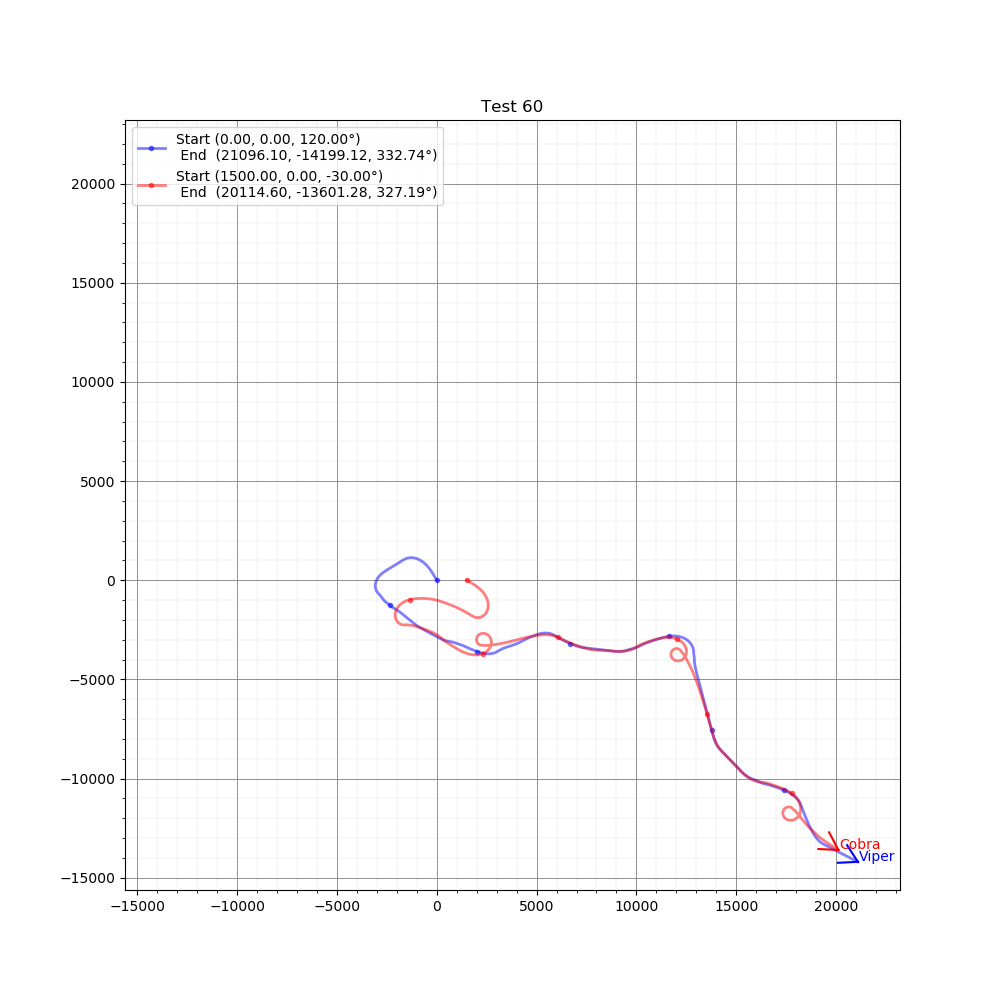 Test 60
Start (0.00, 0.00, 120.00°)
End  (21096.10, -14199.12, 332.74°)
Start (1500.00, 0.00, -30.00°)
End  (20114.60, -13601.28, 327.19°)
20000
15000
10000
5000
0
−5000
−10000
−15000
Cobra
Viper
−15000 −10000 −5000 0 5000 10000 15000 20000